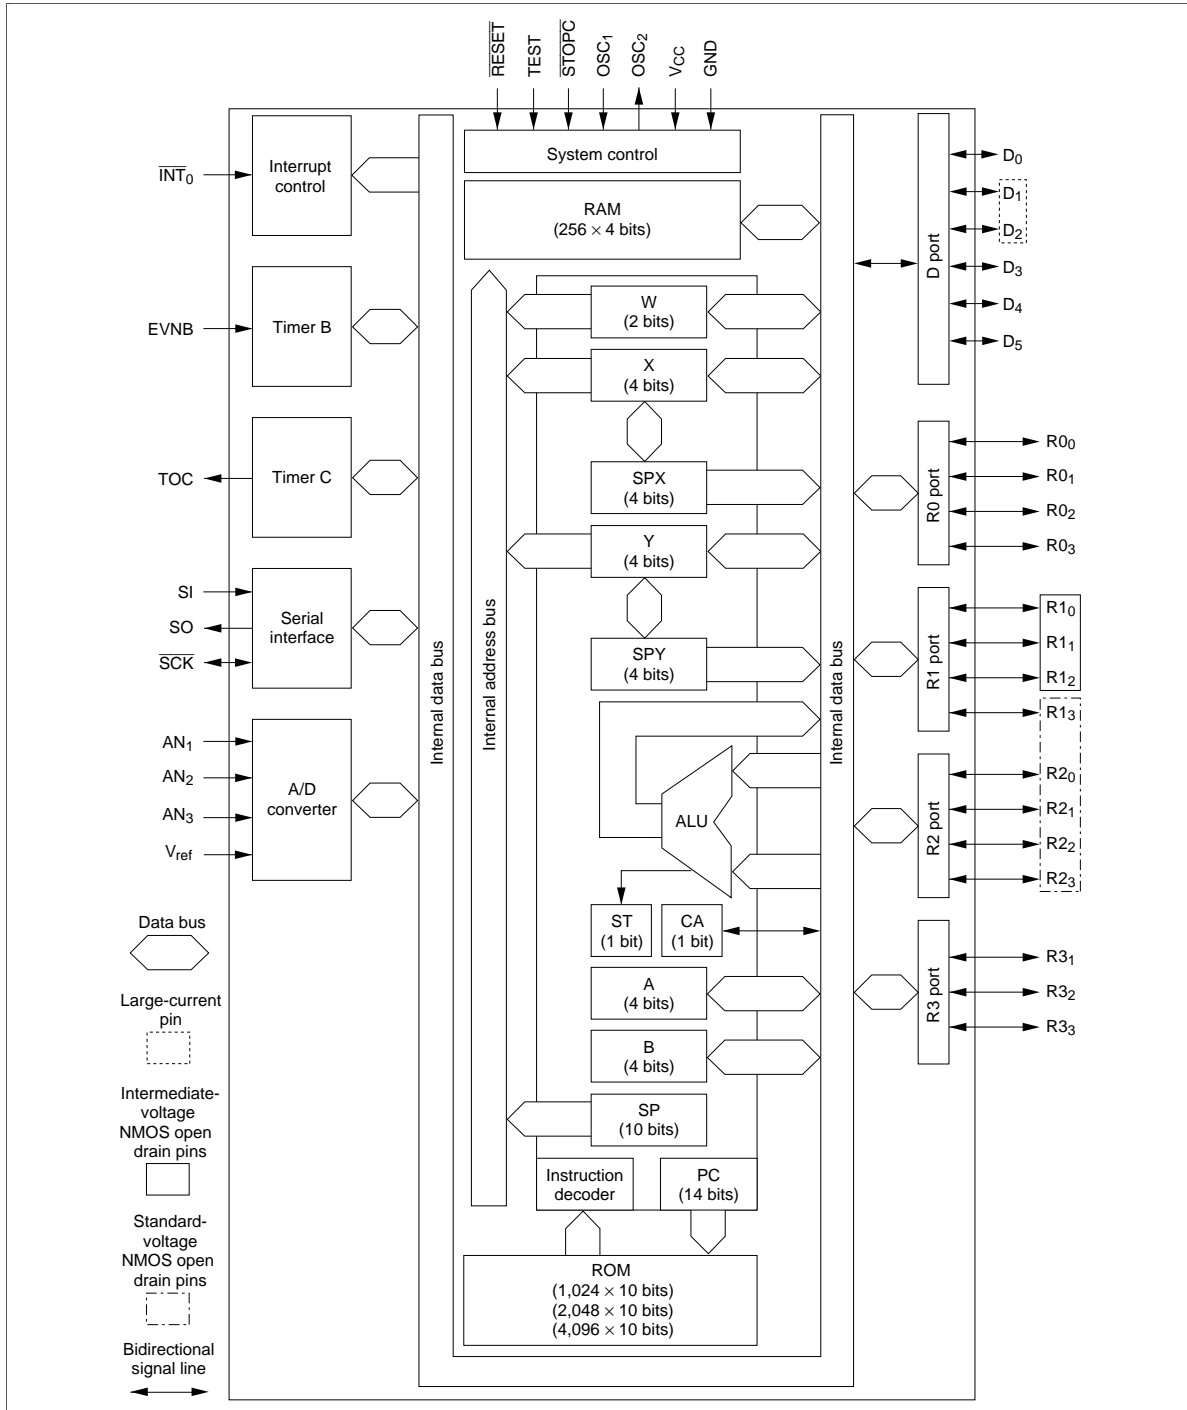 R̅E̅S̅E̅T̅
TEST
S̅T̅O̅P̅C̅
OSC₁
OSC₂
VCC
GND
System control
RAM
(256 × 4 bits)
I̅N̅T̅₀
Interrupt
control
EVNB
Timer B
TOC
Timer C
SI
SO
S̅C̅K̅
Serial
interface
AN₁
AN₂
AN₃
Vref
A/D
converter
Internal data bus
Internal address bus
W
(2 bits)
X
(4 bits)
SPX
(4 bits)
Y
(4 bits)
SPY
(4 bits)
ALU
ST
(1 bit)
CA
(1 bit)
A
(4 bits)
B
(4 bits)
SP
(10 bits)
Instruction
decoder
PC
(14 bits)
ROM
(1,024 × 10 bits)
(2,048 × 10 bits)
(4,096 × 10 bits)
Internal data bus
D port
D₀
D₁
D₂
D₃
D₄
D₅
R0 port
R0₀
R0₁
R0₂
R0₃
R1 port
R1₀
R1₁
R1₂
R1₃
R2 port
R2₀
R2₁
R2₂
R2₃
R3 port
R3₁
R3₂
R3₃
Data bus
Large-current
pin
Intermediate-
voltage
NMOS open
drain pins
Standard-
voltage
NMOS open
drain pins
Bidirectional
signal line